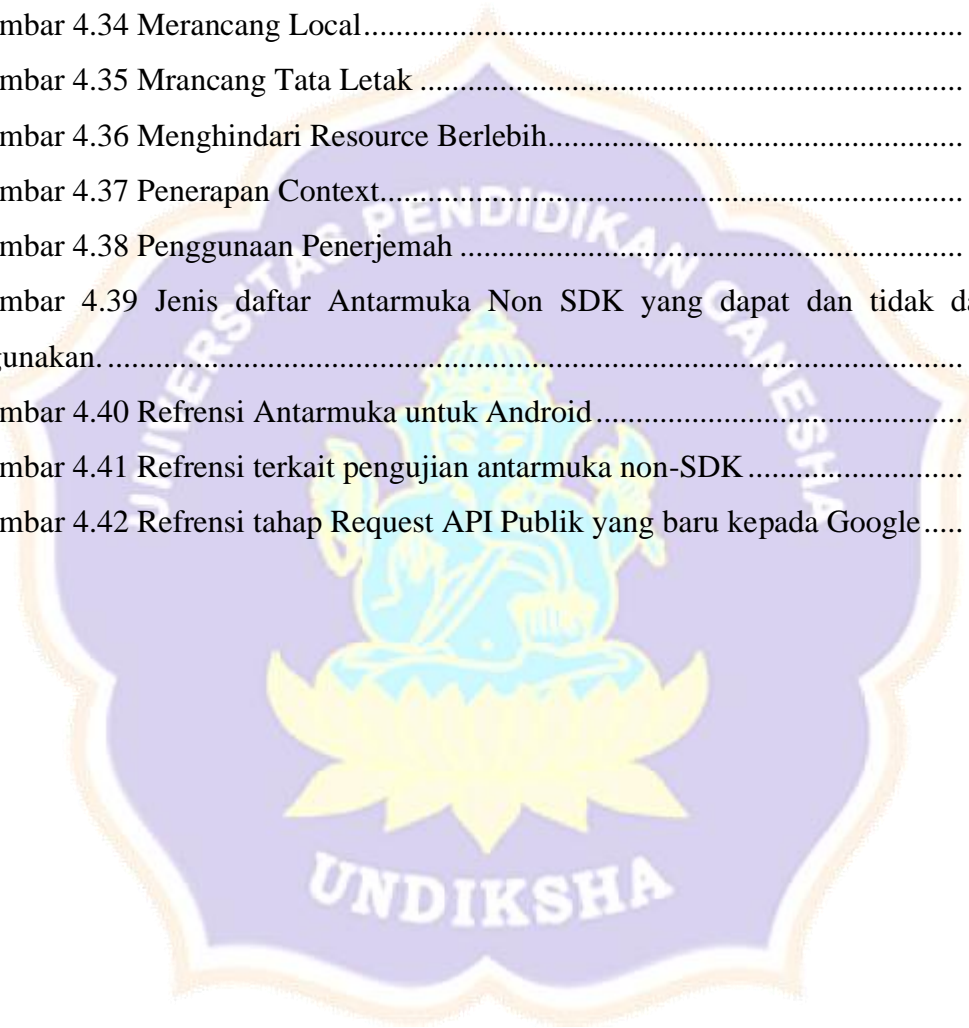 mbar 4.34 Merancang Local..........................................................................................
mbar 4.35 Mrancang Tata Letak ..................................................................................
mbar 4.36 Menghindari Resource Berlebih...............................................................
mbar 4.37 Penerapan Context........................................................................................
mbar 4.38 Penggunaan Penerjemah ............................................................................
mbar 4.39 Jenis daftar Antarmuka Non SDK yang dapat dan tidak da
gunakan. ..............................................................................................................................
mbar 4.40 Refrensi Antarmuka untuk Android .......................................................
mbar 4.41 Refrensi terkait pengujian antarmuka non-SDK .................................
mbar 4.42 Refrensi tahap Request API Publik yang baru kepada Google.....
UNIVERSITAS PENDIDIKAN GANESHA
UNDIKSHA